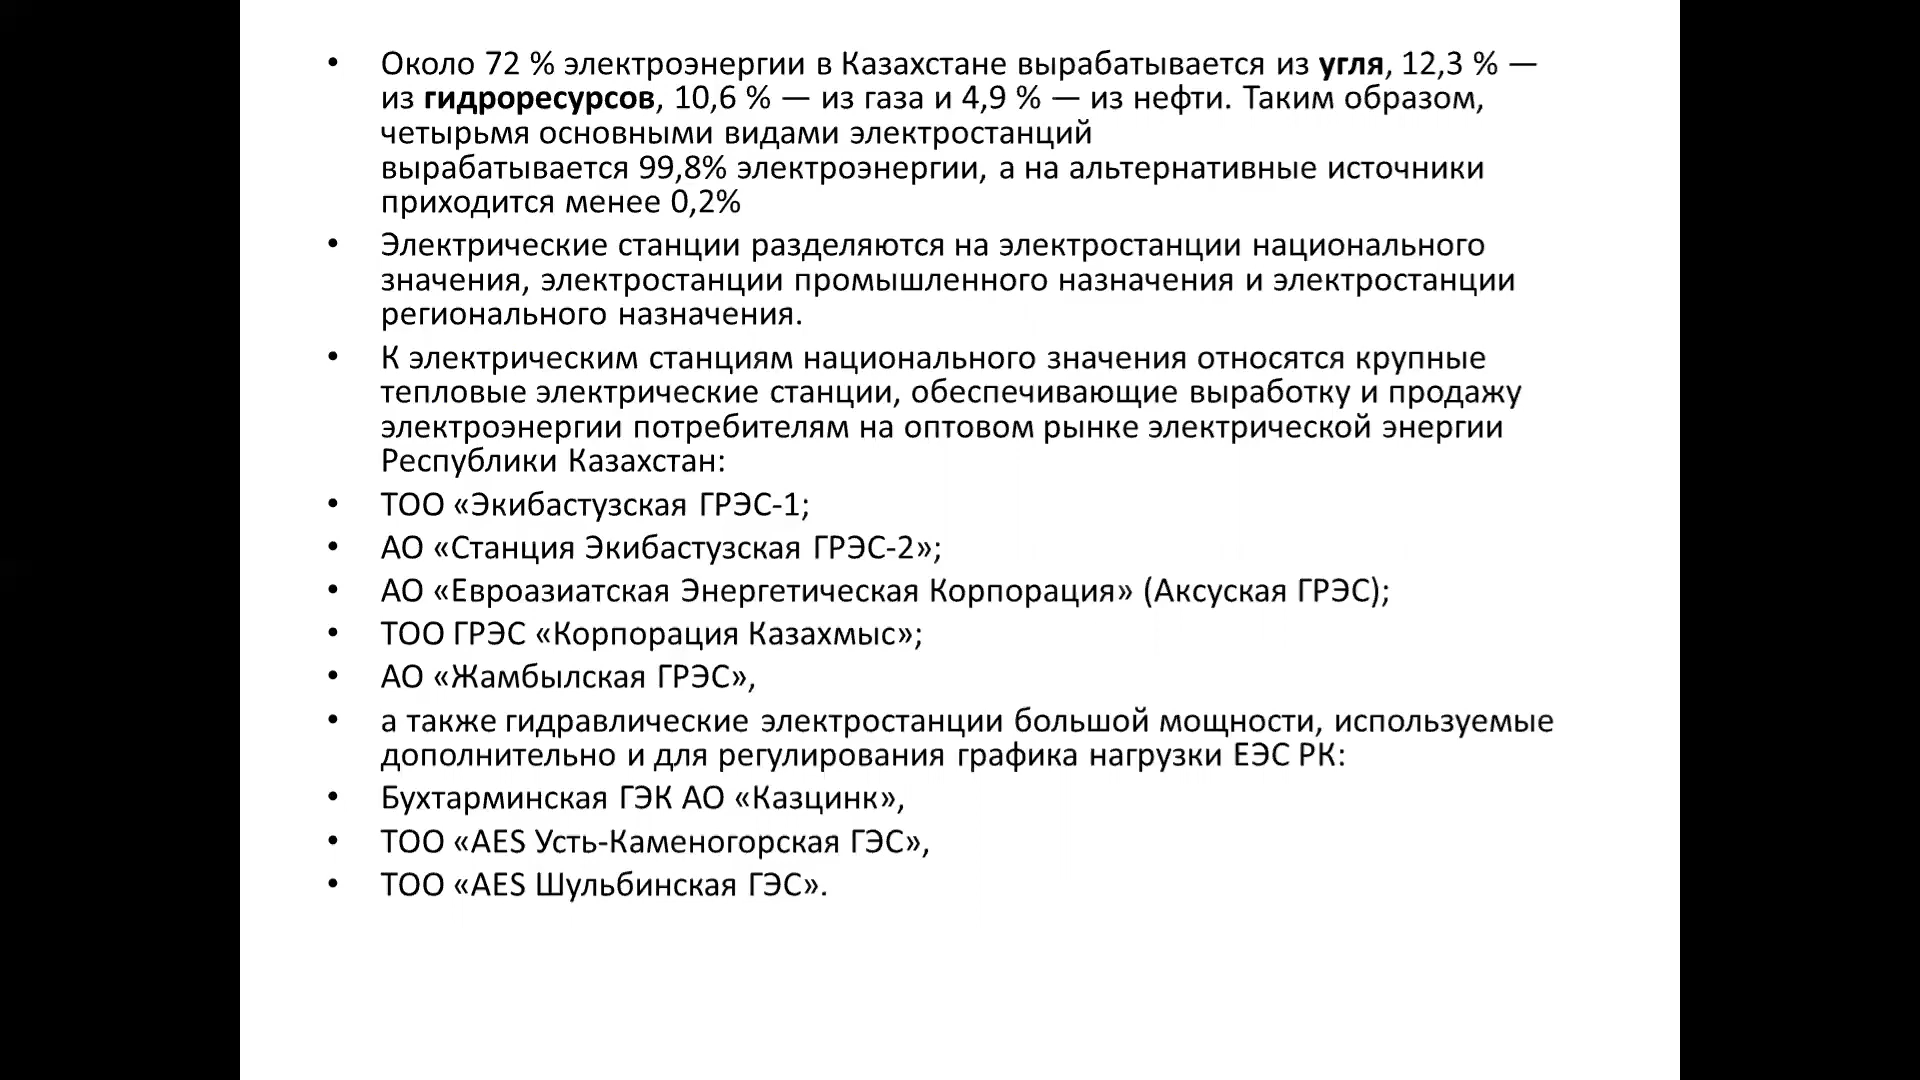 • Около 72 % электроэнергии в Казахстане вырабатывается из угля, 12,3 % —
из гидроресурсов, 10,6 % — из газа и 4,9 % — из нефти. Таким образом,
четырьмя основными видами электростанций
вырабатывается 99,8% электроэнергии, а на альтернативные источники
приходится менее 0,2%
• Электрические станции разделяются на электростанции национального
значения, электростанции промышленного назначения и электростанции
регионального назначения.
• К электрическим станциям национального значения относятся крупные
тепловые электрические станции, обеспечивающие выработку и продажу
электроэнергии потребителям на оптовом рынке электрической энергии
Республики Казахстан:
• ТОО «Экибастузская ГРЭС-1;
• АО «Станция Экибастузская ГРЭС-2»;
• АО «Евроазиатская Энергетическая Корпорация» (Аксуская ГРЭС);
• ТОО ГРЭС «Корпорация Казахмыс»;
• АО «Жамбылская ГРЭС»,
• а также гидравлические электростанции большой мощности, используемые
дополнительно и для регулирования графика нагрузки ЕЭС РК:
• Бухтарминская ГЭК АО «Казцинк»,
• ТОО «AES Усть-Каменогорская ГЭС»,
• ТОО «AES Шульбинская ГЭС».